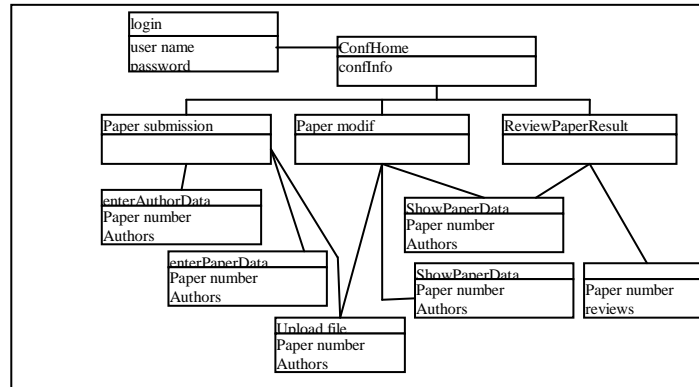 login
user name
password
ConfHome
confInfo
Paper submission
Paper modif
ReviewPaperResult
enterAuthorData
Paper number
Authors
ShowPaperData
Paper number
Authors
enterPaperData
Paper number
Authors
ShowPaperData
Paper number
Authors
Paper number
reviews
Upload file
Paper number
Authors